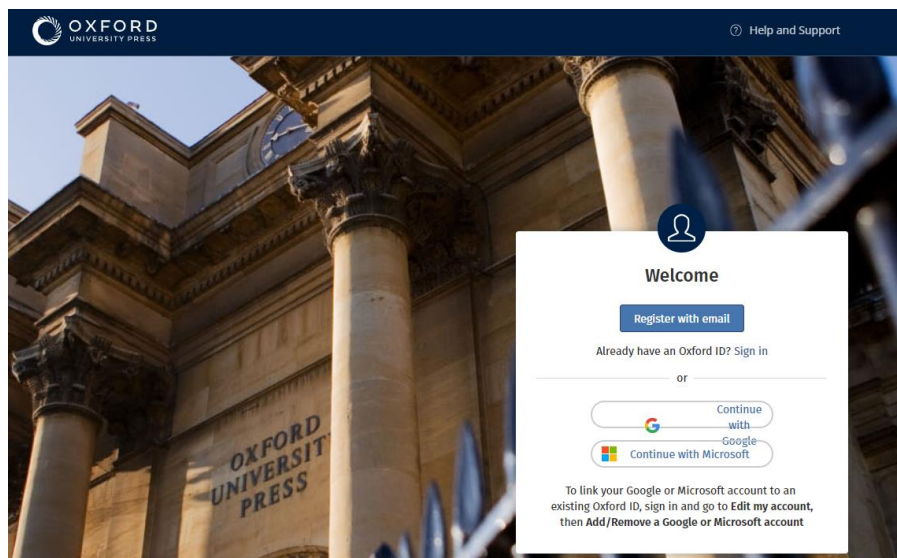 OXFORD
UNIVERSITY PRESS
Help and Support
Welcome
Register with email
Already have an Oxford ID? Sign in
or
Continue
with
Google
Continue with Microsoft
To link your Google or Microsoft account to an
existing Oxford ID, sign in and go to Edit my account,
then Add/Remove a Google or Microsoft account
OXFORD
UNIVERSITY
PRESS